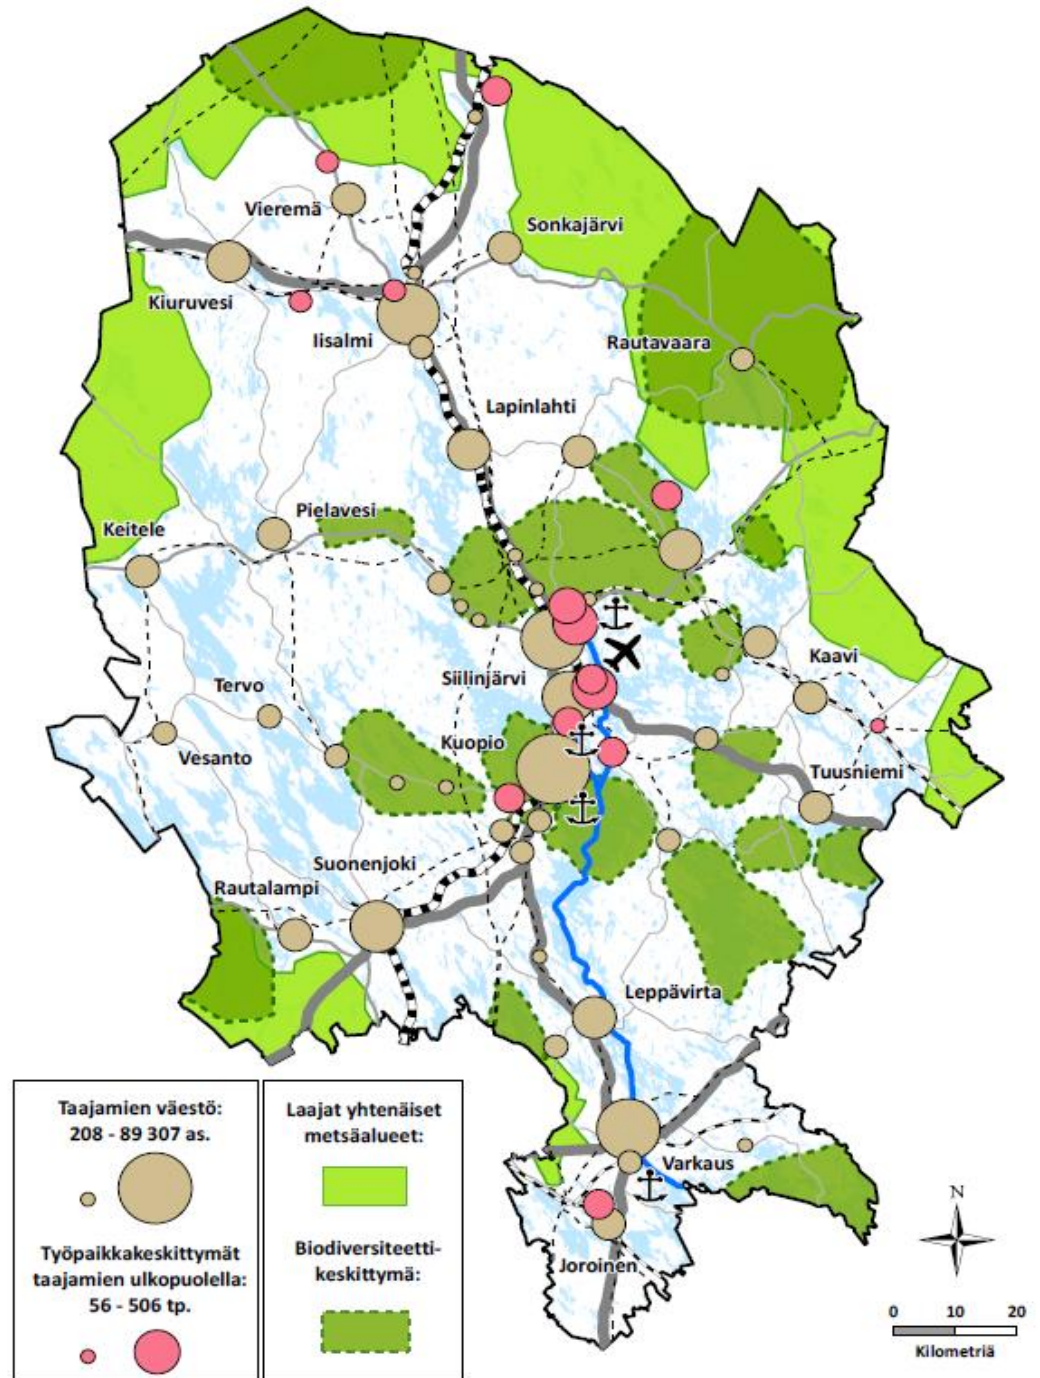 Vieremä
Sonkajärvi
Kiuruvesi
Iisalmi
Rautavaara
Lapinlahti
Keitele
Pielavesi
Kaavi
Siilinjärvi
Tervo
Kuopio
Vesanto
Tuusniemi
Suonenjoki
Rautalampi
Leppävirta
Varkaus
Joroinen
Taajamien väestö:
208 - 89 307 as.
Työpaikkakeskittymät
taajamien ulkopuolella:
56 - 506 tp.
Laajat yhtenäiset
metsäalueet:
Biodiversiteetti-
keskittymä:
N
0 10 20
Kilometriä